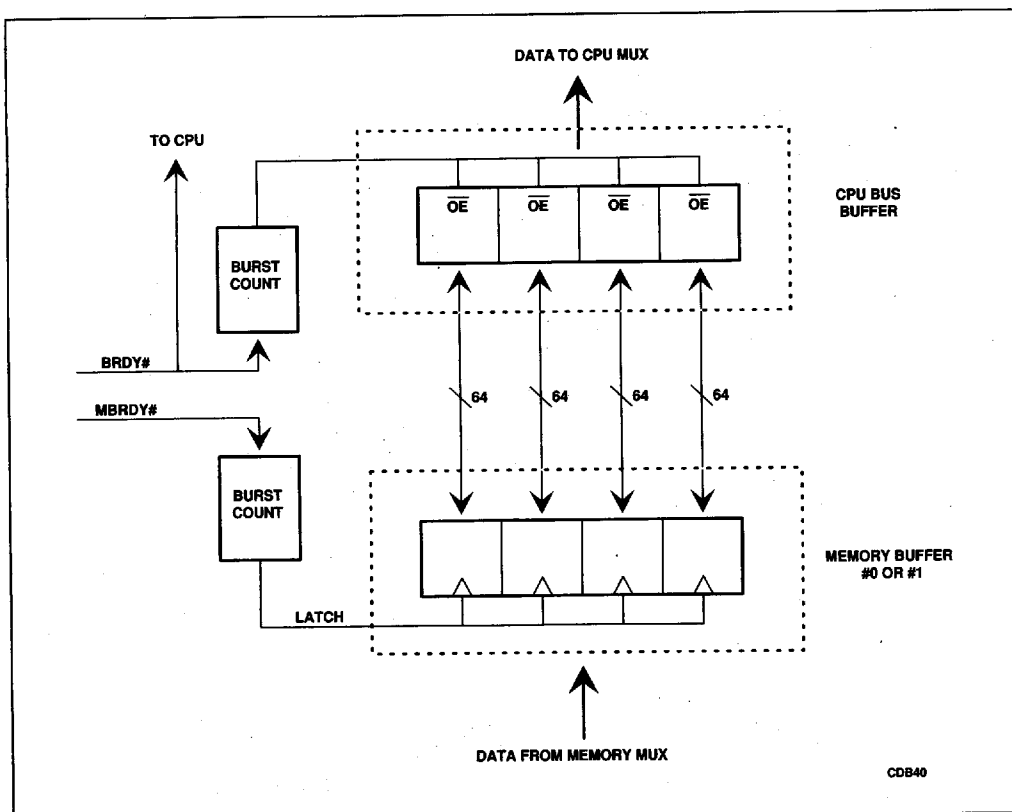 DATA TO CPU MUX
TO CPU
OE OE OE OE
CPU BUS
BUFFER
BURST
COUNT
BRDY#
64 64 64 64
MBRDY#
BURST
COUNT
MEMORY BUFFER
#0 OR #1
LATCH
DATA FROM MEMORY MUX
CDB40